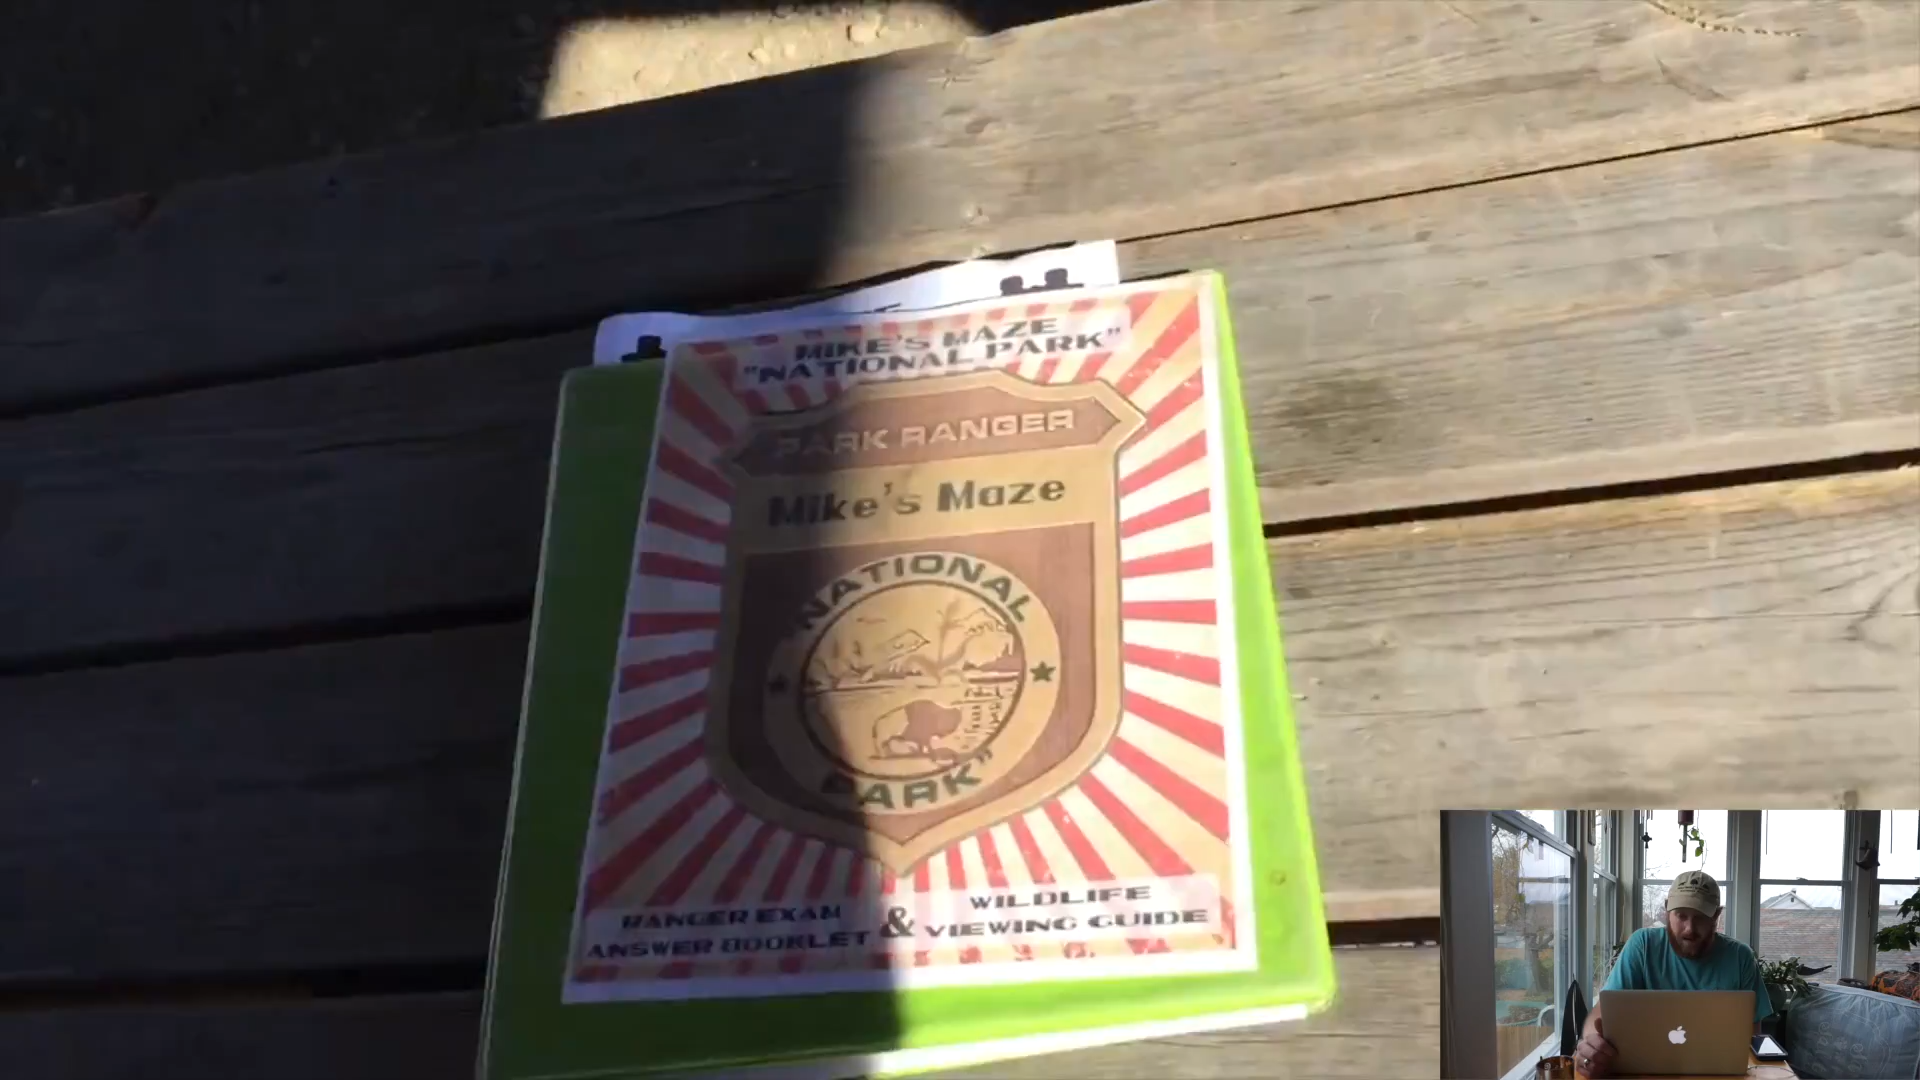 MIKE'S MAZE
"NATIONAL PARK"
PARK RANGER
Mike's Maze
NATIONAL
PARK"
RANGER EXAM
ANSWER BOOKLET
&
WILDLIFE
VIEWING GUIDE